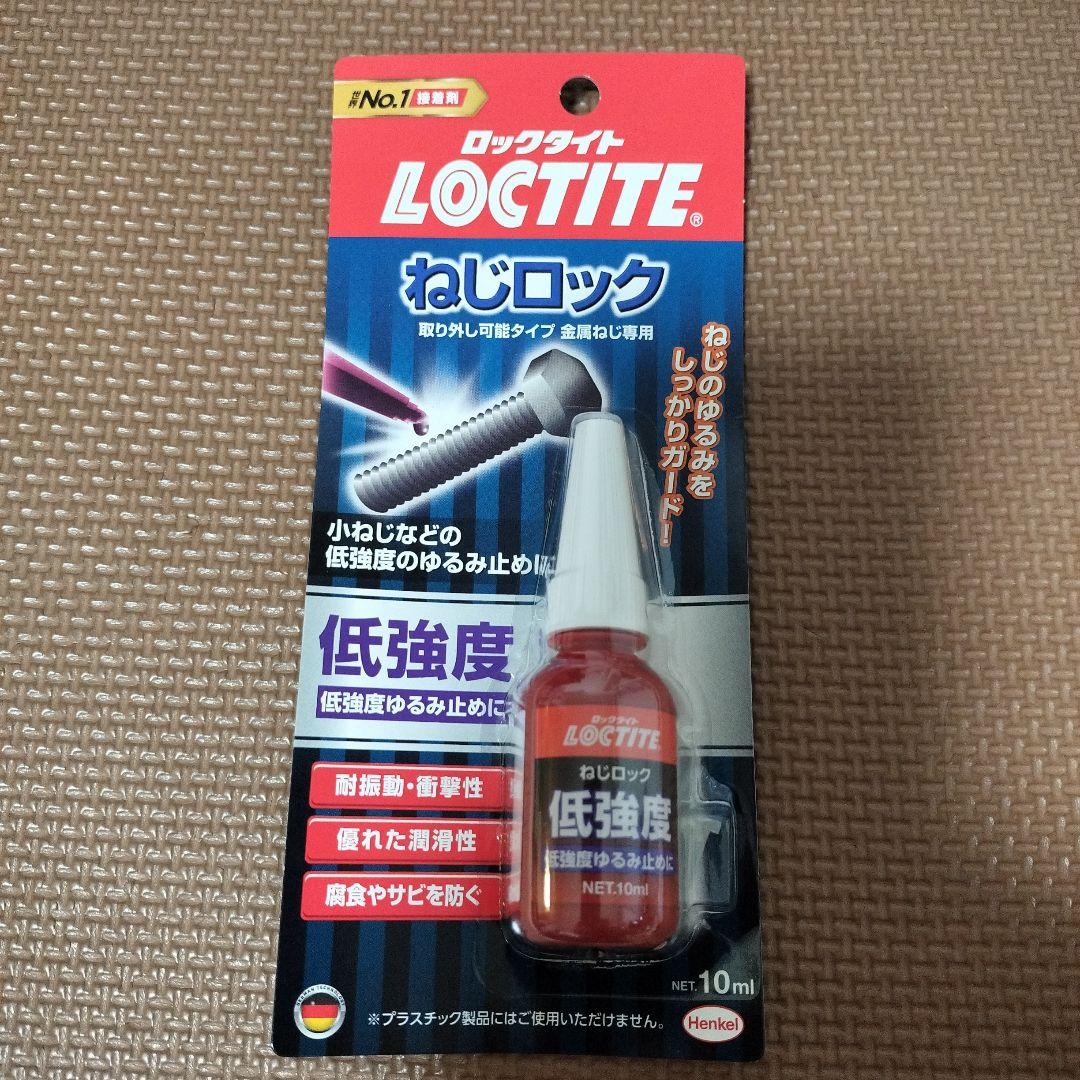 世界 No.1 接着剤
ロックタイト
LOCTITE®
ねじロック
取り外し可能タイプ 金属ねじ専用
ねじのゆるみを
しっかりガード!
小ねじなどの
低強度のゆるみ止めに
低強度
低強度ゆるみ止めに
耐振動・衝撃性
優れた潤滑性
腐食やサビを防ぐ
ロックタイト
LOCTITE
ねじロック
低強度
低強度ゆるみ止めに
NET.10ml
NET.10ml
GERMAN TECHNOLOGY
※プラスチック製品にはご使用いただけません。
Henkel